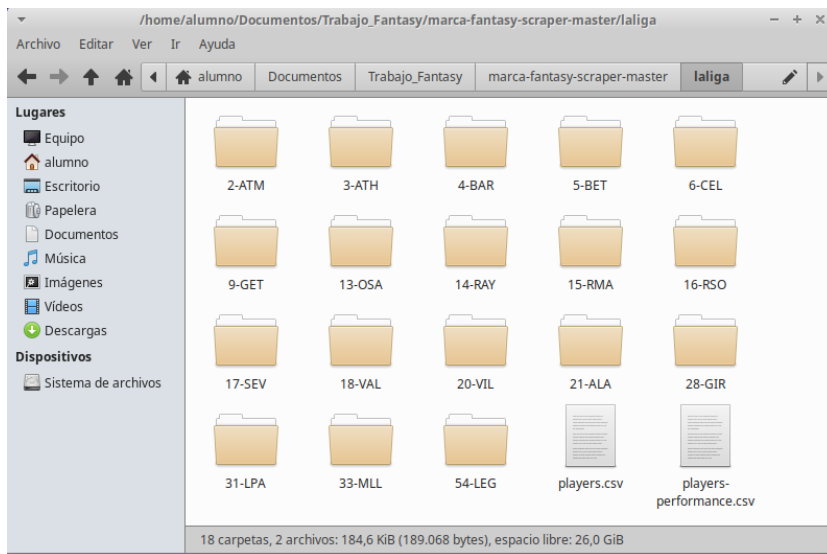 /home/alumno/Documentos/Trabajo_Fantasy/marca-fantasy-scraper-master/laliga
Archivo Editar Ver Ir Ayuda
alumno Documentos Trabajo_Fantasy marca-fantasy-scraper-master laliga
Lugares
Equipo
alumno
Escritorio
Papelera
Documentos
Música
Imágenes
Vídeos
Descargas
Dispositivos
Sistema de archivos
2-ATM 3-ATH 4-BAR 5-BET 6-CEL
9-GET 13-OSA 14-RAY 15-RMA 16-RSO
17-SEV 18-VAL 20-VIL 21-ALA 28-GIR
31-LPA 33-MLL 54-LEG players.csv players-
performance.csv
18 carpetas, 2 archivos: 184,6 KiB (189.068 bytes), espacio libre: 26,0 GiB